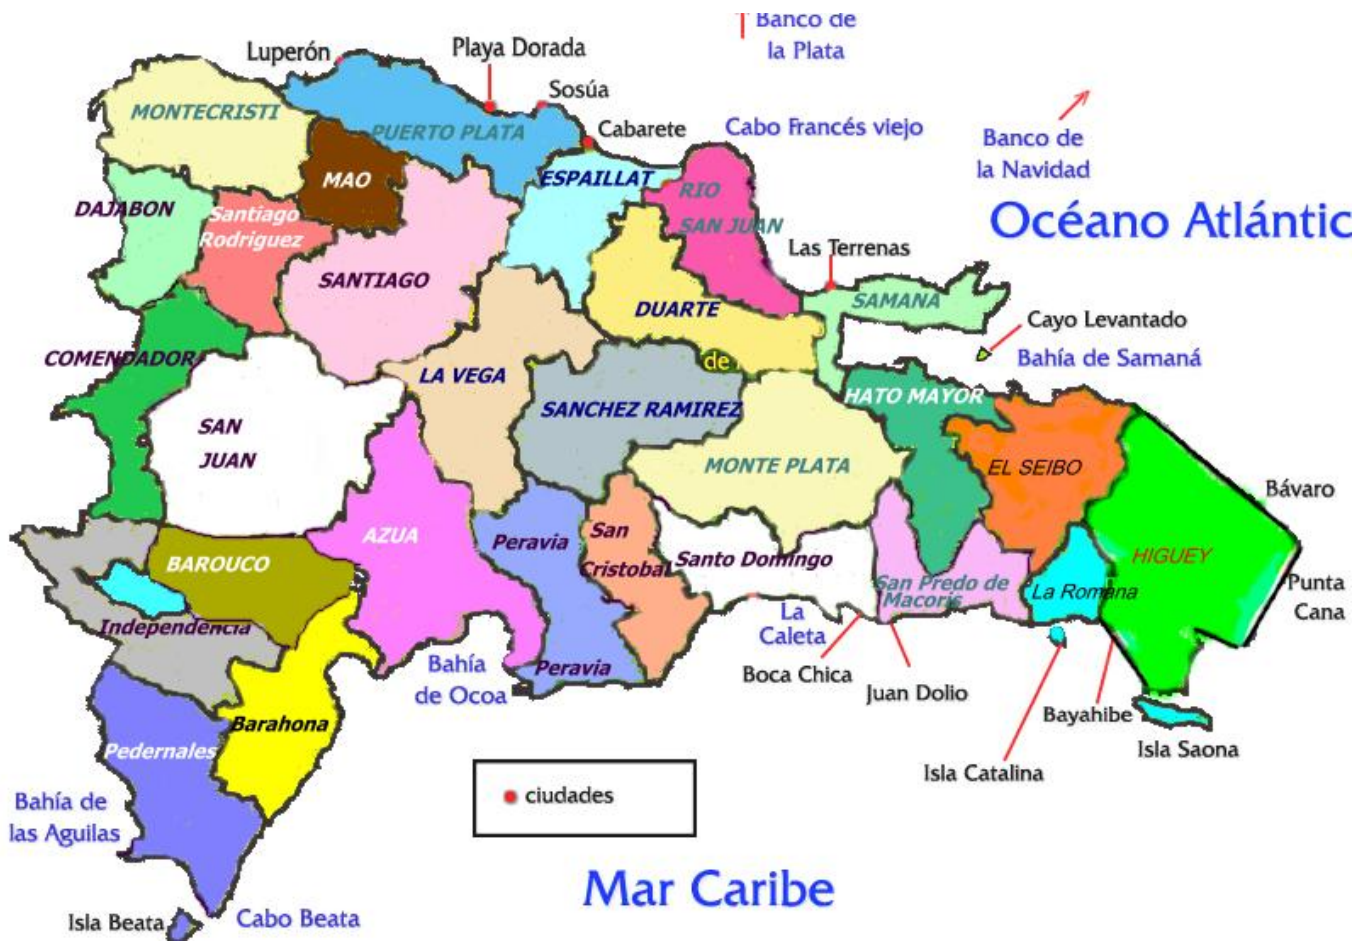 Banco de
la Plata
Luperón
Playa Dorada
Sosúa
MONTECRISTI
PUERTO PLATA
Cabarete
Cabo Francés viejo
Banco de
la Navidad
MAO
ESPAILLAT
RIO
SAN JUAN
DAJABON
Santiago
Rodriguez
Océano Atlántic
Las Terrenas
SANTIAGO
DUARTE
SAMANA
Cayo Levantado
COMENDADOR
de
Bahía de Samaná
LA VEGA
HATO MAYOR
SANCHEZ RAMIREZ
SAN
JUAN
MONTE PLATA
EL SEIBO
Bávaro
AZUA
Peravia
San
Cristobal
Santo Domingo
HIGUEY
BAROUCO
San Predo de
Macoris
La Romana
Punta
Cana
Independencia
La
Caleta
Bahía
de Ocoa
Peravia
Boca Chica
Juan Dolio
Bayahibe
Barahona
Pedernales
Isla Saona
Isla Catalina
ciudades
Bahía de
las Aguilas
Mar Caribe
Isla Beata
Cabo Beata